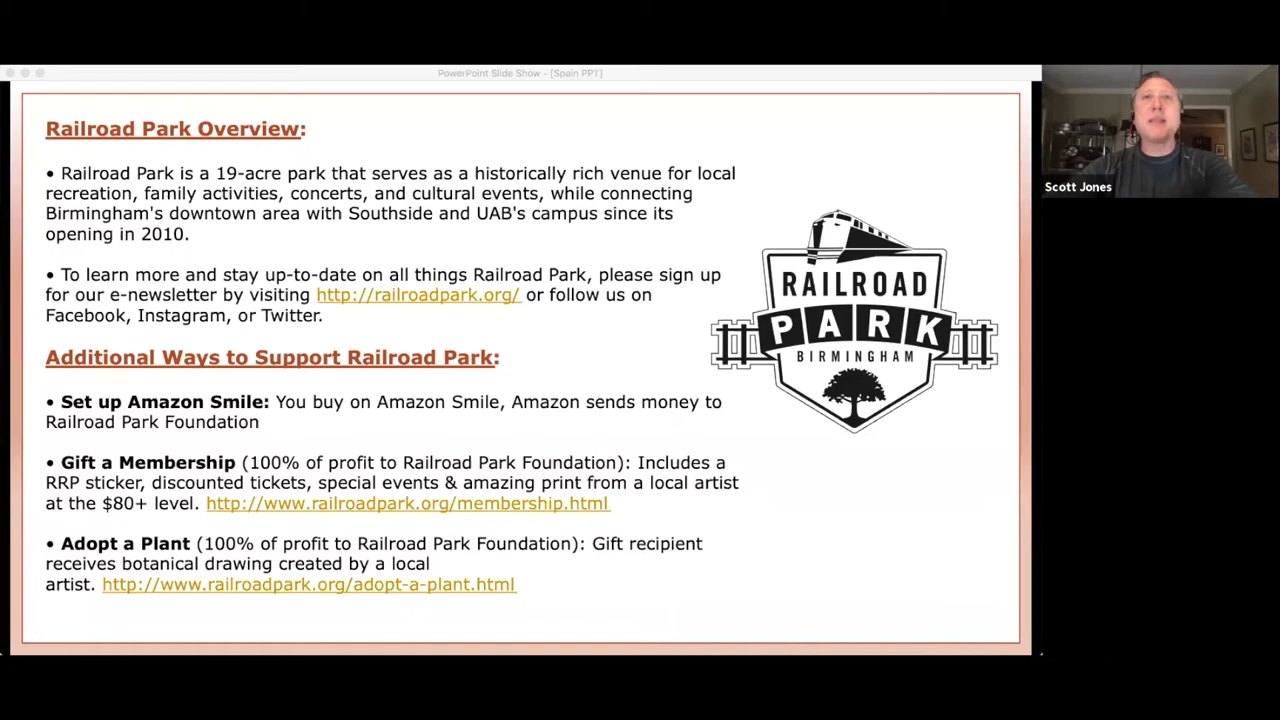 PowerPoint Slide Show - [Spain PPT]
Railroad Park Overview:
• Railroad Park is a 19-acre park that serves as a historically rich venue for local
recreation, family activities, concerts, and cultural events, while connecting
Birmingham's downtown area with Southside and UAB's campus since its
opening in 2010.
• To learn more and stay up-to-date on all things Railroad Park, please sign up
for our e-newsletter by visiting http://railroadpark.org/ or follow us on
Facebook, Instagram, or Twitter.
Additional Ways to Support Railroad Park:
• Set up Amazon Smile: You buy on Amazon Smile, Amazon sends money to
Railroad Park Foundation
• Gift a Membership (100% of profit to Railroad Park Foundation): Includes a
RRP sticker, discounted tickets, special events & amazing print from a local artist
at the $80+ level. http://www.railroadpark.org/membership.html
• Adopt a Plant (100% of profit to Railroad Park Foundation): Gift recipient
receives botanical drawing created by a local
artist. http://www.railroadpark.org/adopt-a-plant.html
RAILROAD
PARK
BIRMINGHAM
Scott Jones